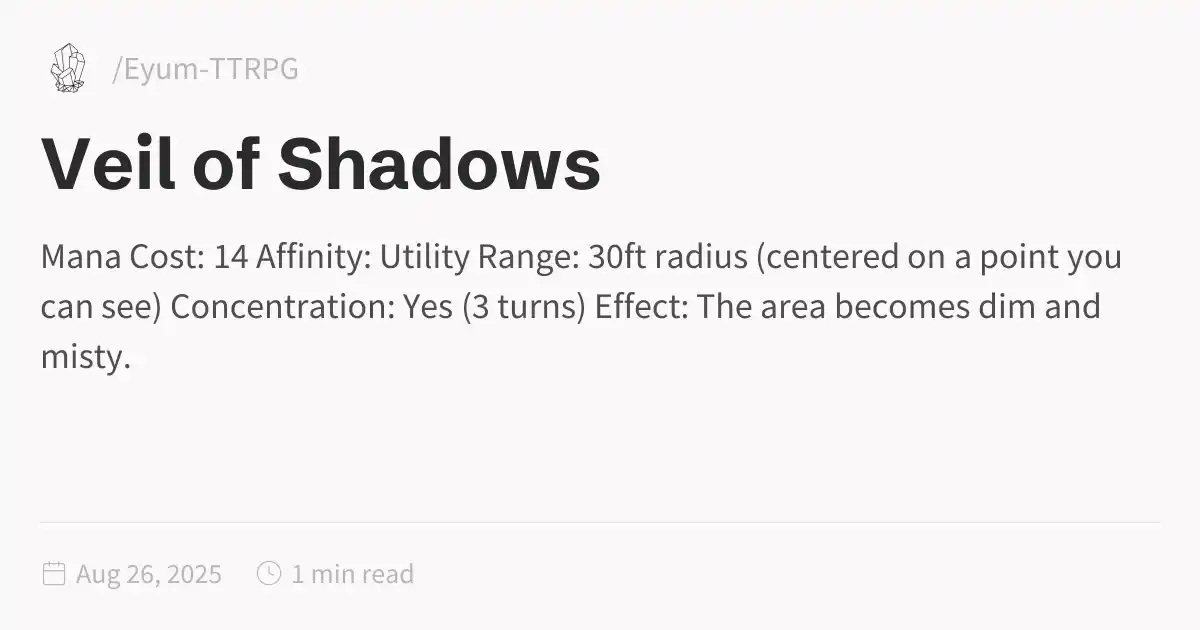 /Eyum-TTRPG
Veil of Shadows
Mana Cost: 14 Affinity: Utility Range: 30ft radius (centered on a point you
can see) Concentration: Yes (3 turns) Effect: The area becomes dim and
misty.
Aug 26, 2025 1 min read